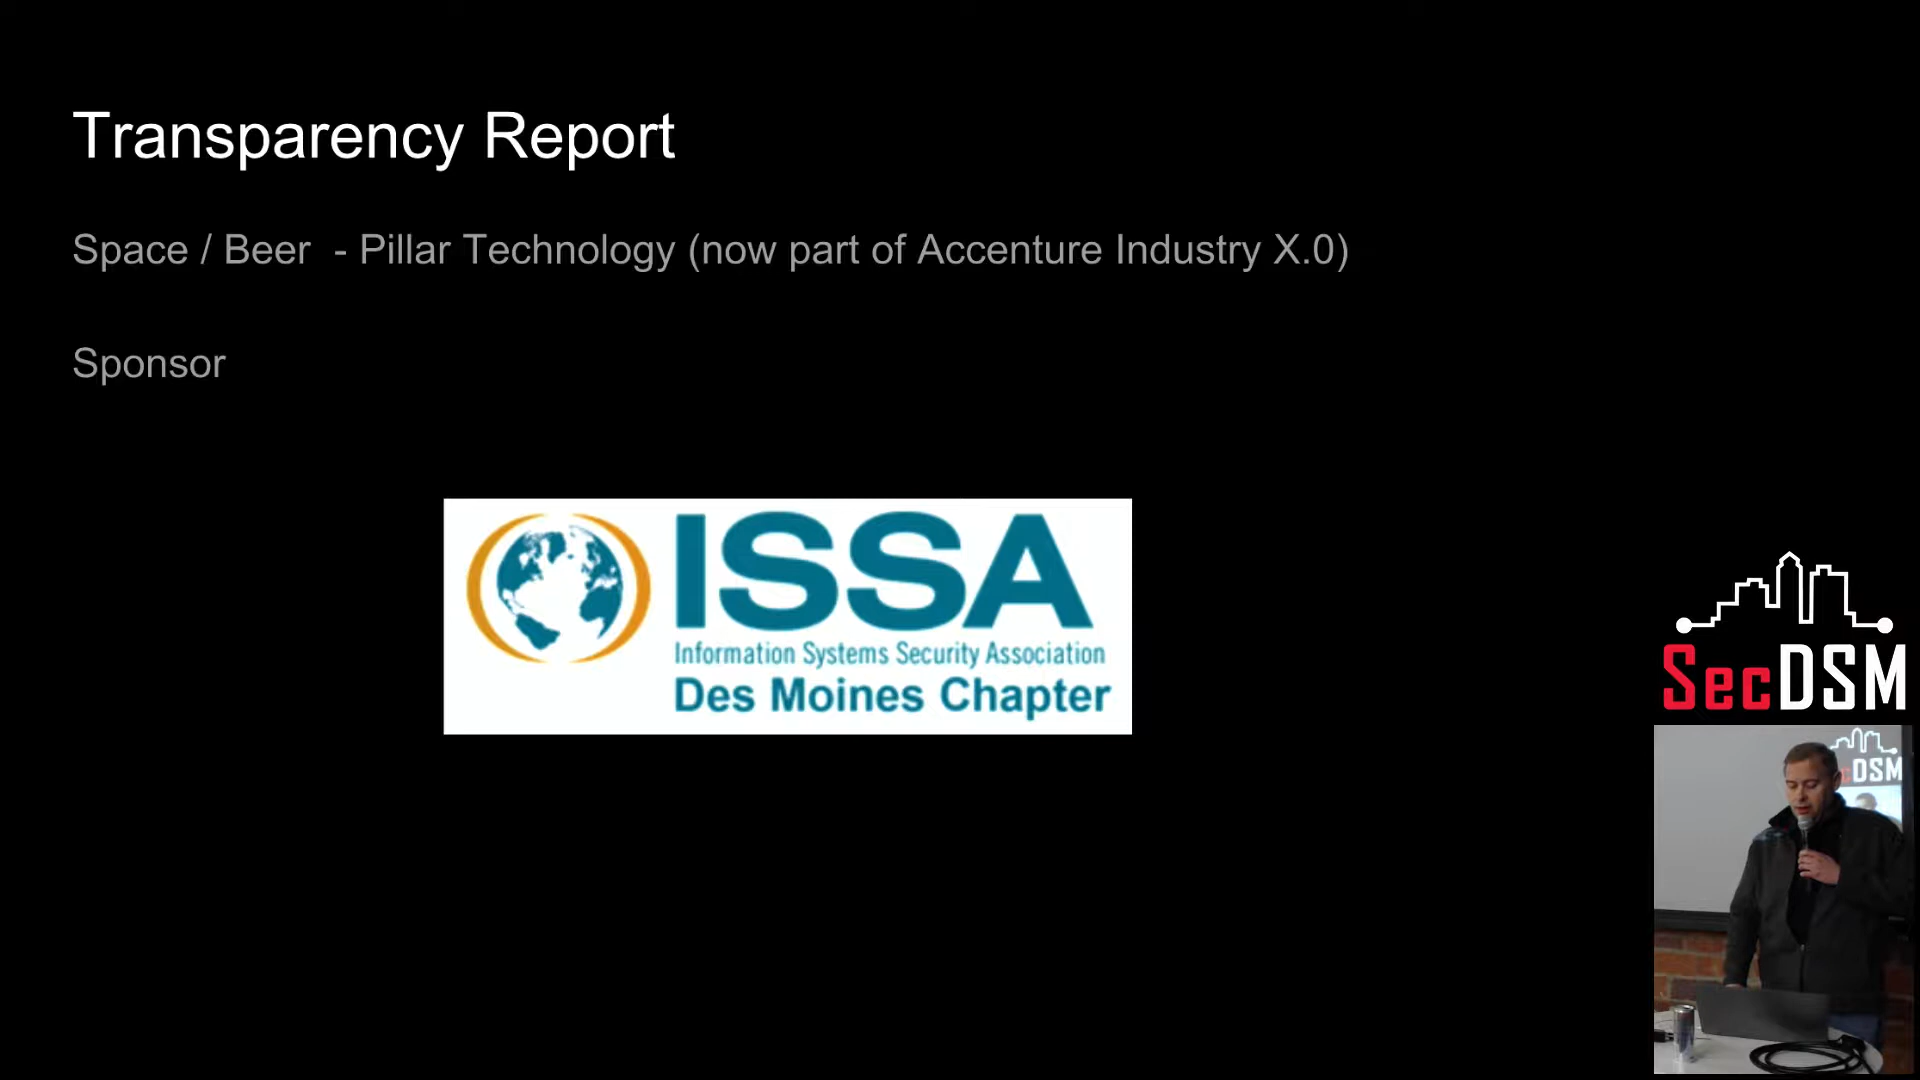 Transparency Report
Space / Beer - Pillar Technology (now part of Accenture Industry X.0)
Sponsor
ISSA
Information Systems Security Association
Des Moines Chapter
SecDSM
cDSM